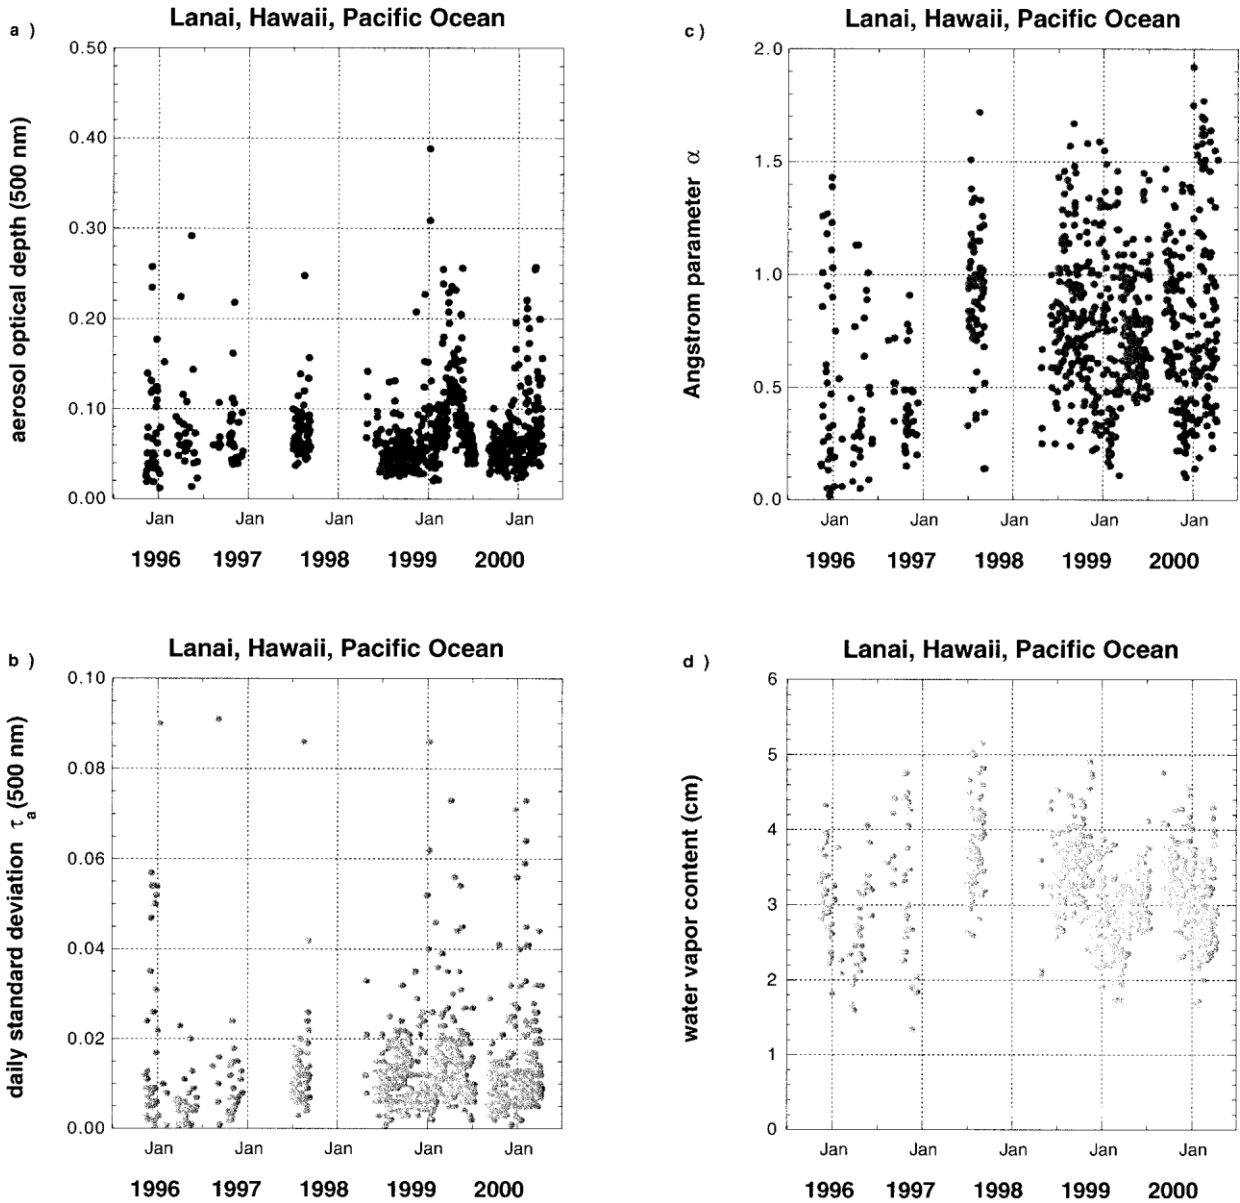 a )
Lanai, Hawaii, Pacific Ocean
aerosol optical depth (500 nm)
0.50
0.40
0.30
0.20
0.10
0.00
Jan Jan Jan Jan Jan
1996 1997 1998 1999 2000
c )
Lanai, Hawaii, Pacific Ocean
Angstrom parameter α
2.0
1.5
1.0
0.5
0.0
Jan Jan Jan Jan Jan
1996 1997 1998 1999 2000
b )
Lanai, Hawaii, Pacific Ocean
daily standard deviation τa (500 nm)
0.10
0.08
0.06
0.04
0.02
0.00
Jan Jan Jan Jan Jan
1996 1997 1998 1999 2000
d )
Lanai, Hawaii, Pacific Ocean
water vapor content (cm)
6
5
4
3
2
1
0
Jan Jan Jan Jan Jan
1996 1997 1998 1999 2000